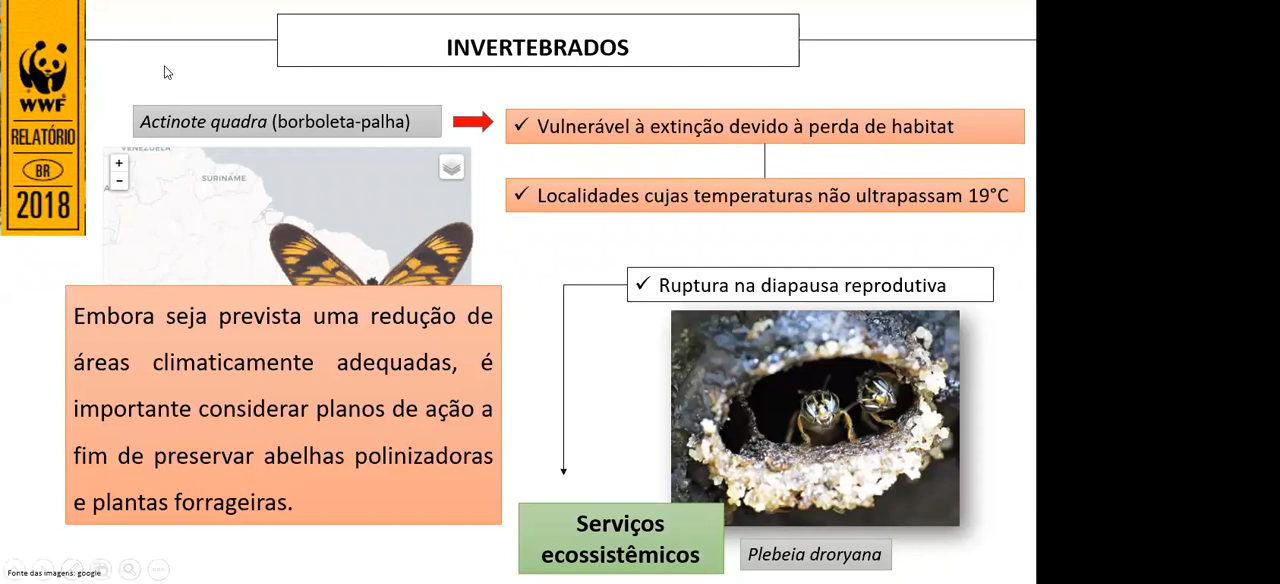 INVERTEBRADOS
WWF
RELATÓRIO
BR
2018
Actinote quadra (borboleta-palha)
✓ Vulnerável à extinção devido à perda de habitat
✓ Localidades cujas temperaturas não ultrapassam 19°C
VENEZUELA
+
-
SURINAME
✓ Ruptura na diapausa reprodutiva
Embora seja prevista uma redução de
áreas climaticamente adequadas, é
importante considerar planos de ação a
fim de preservar abelhas polinizadoras
e plantas forrageiras.
Serviços
ecossistêmicos
Plebeia droryana
Fonte das imagens: google